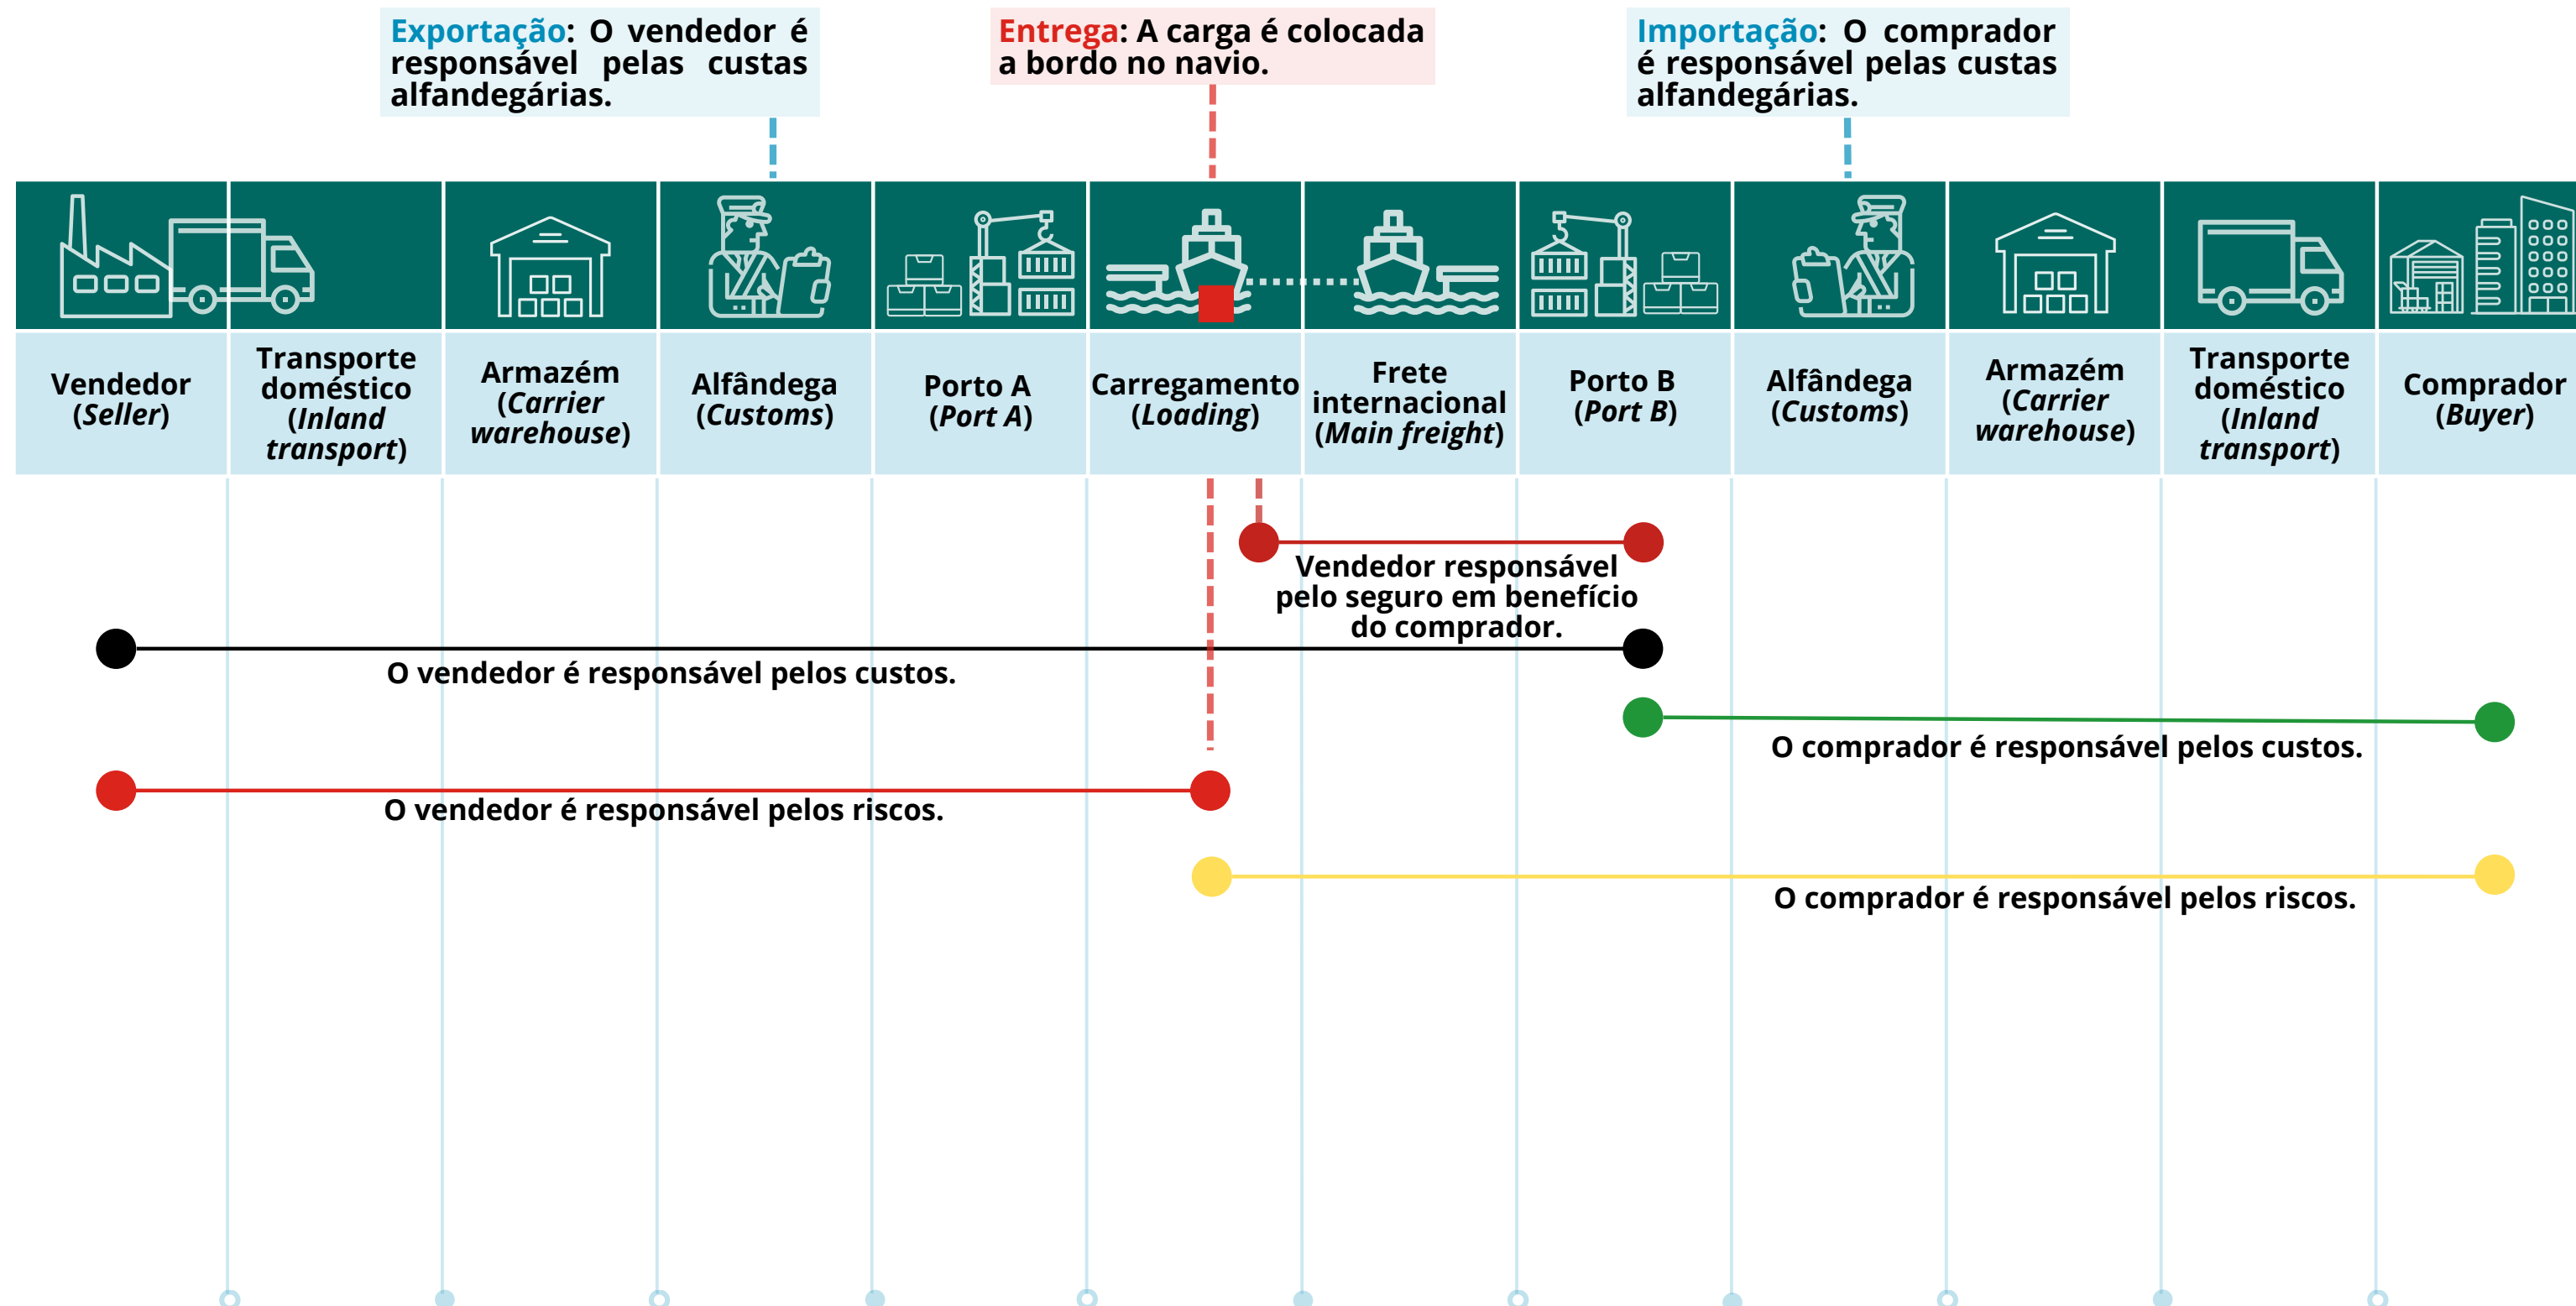 Exportação: O vendedor é
responsável pelas custas
alfandegárias.
Entrega: A carga é colocada
a bordo no navio.
Importação: O comprador
é responsável pelas custas
alfandegárias.
Vendedor
(Seller)
Transporte
doméstico
(Inland
transport)
Armazém
(Carrier
warehouse)
Alfândega
(Customs)
Porto A
(Port A)
Carregamento
(Loading)
Frete
internacional
(Main freight)
Porto B
(Port B)
Alfândega
(Customs)
Armazém
(Carrier
warehouse)
Transporte
doméstico
(Inland
transport)
Comprador
(Buyer)
Vendedor responsável
pelo seguro em benefício
do comprador.
O vendedor é responsável pelos custos.
O comprador é responsável pelos custos.
O vendedor é responsável pelos riscos.
O comprador é responsável pelos riscos.